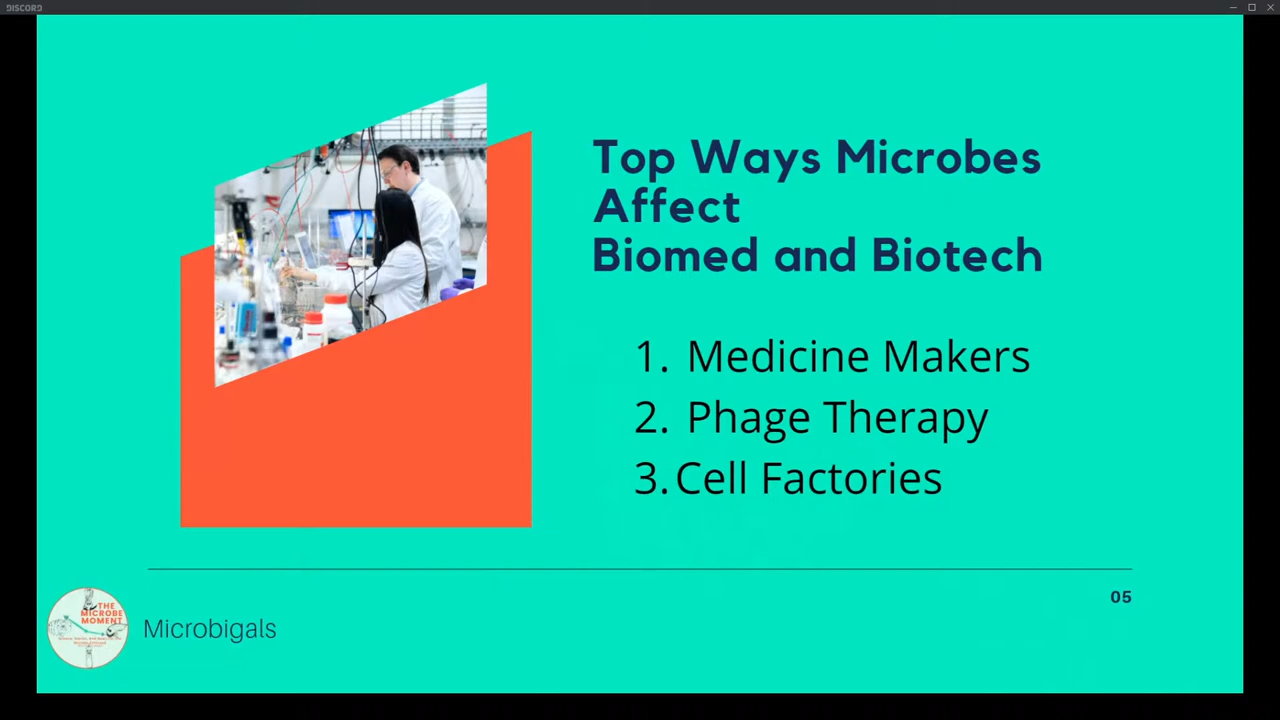 DISCORD
Top Ways Microbes
Affect
Biomed and Biotech
1. Medicine Makers
2. Phage Therapy
3. Cell Factories
05
THE
MICROBE
MOMENT
Microbigals